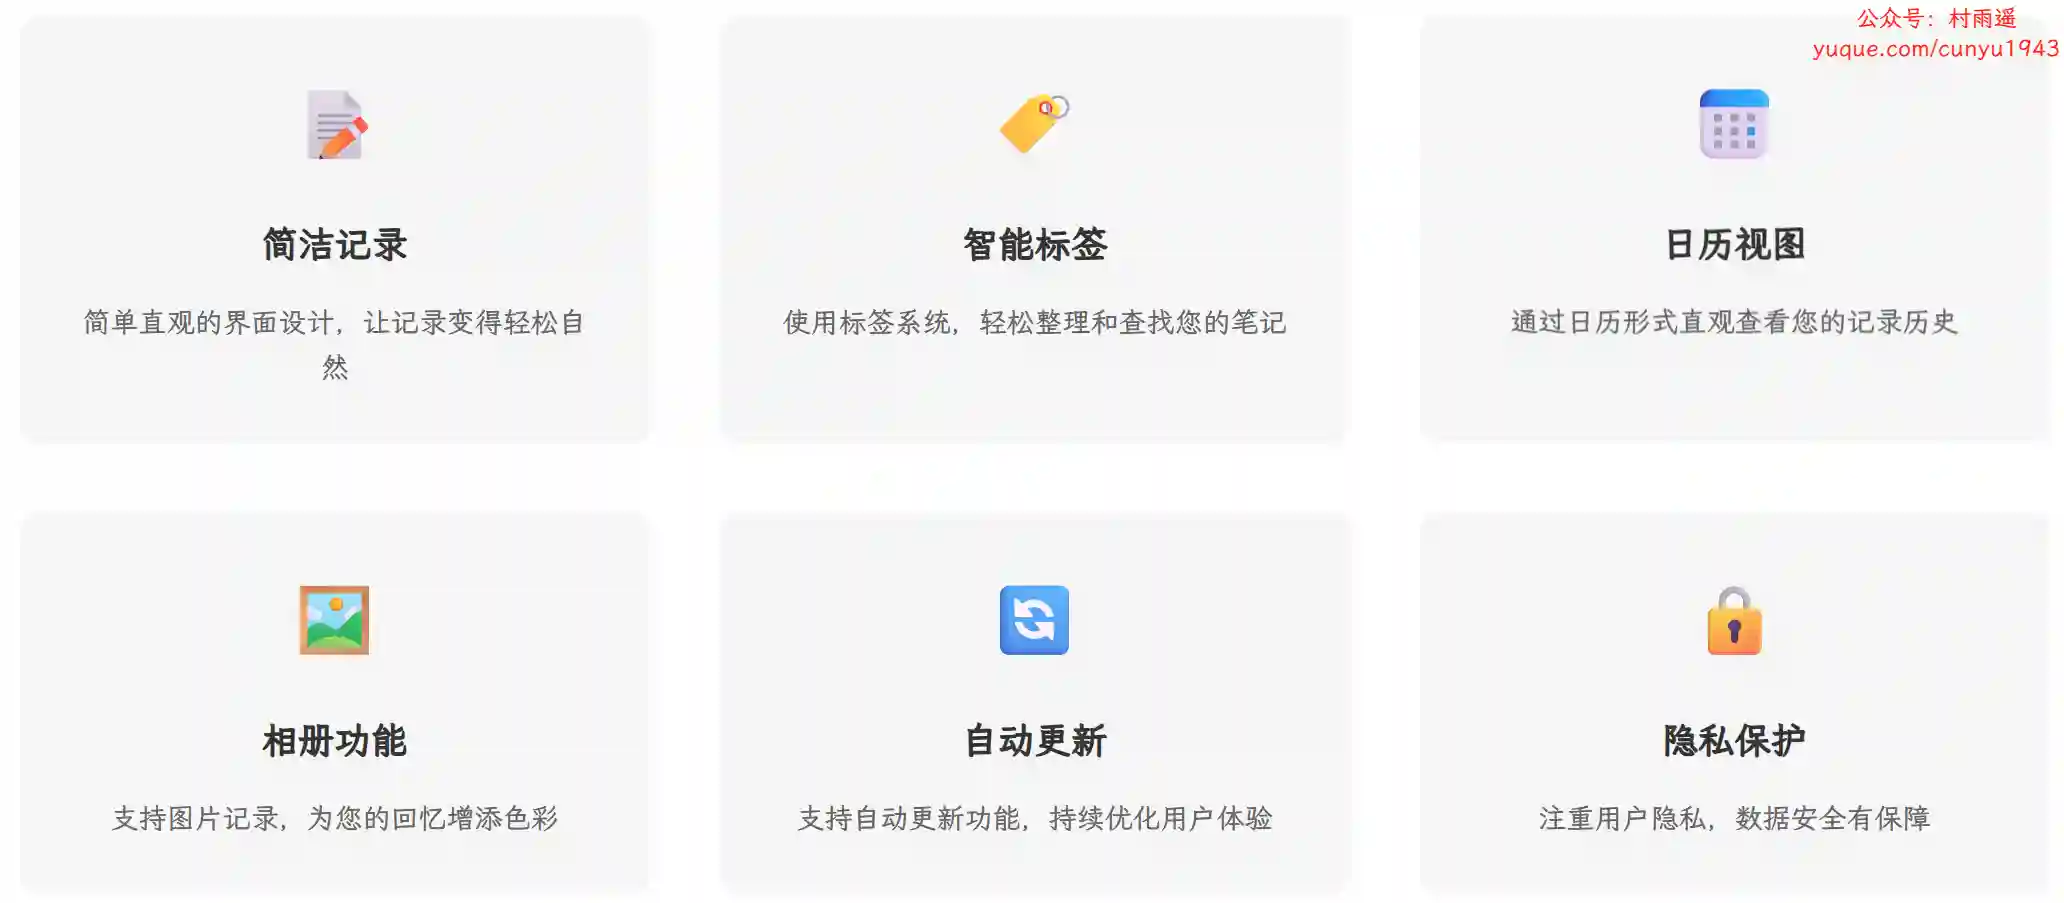 公众号：村雨遥
yuque.com/cunyu1943
简洁记录
简单直观的界面设计，让记录变得轻松自
然
智能标签
使用标签系统，轻松整理和查找您的笔记
日历视图
通过日历形式直观查看您的记录历史
相册功能
支持图片记录，为您的回忆增添色彩
自动更新
支持自动更新功能，持续优化用户体验
隐私保护
注重用户隐私，数据安全有保障